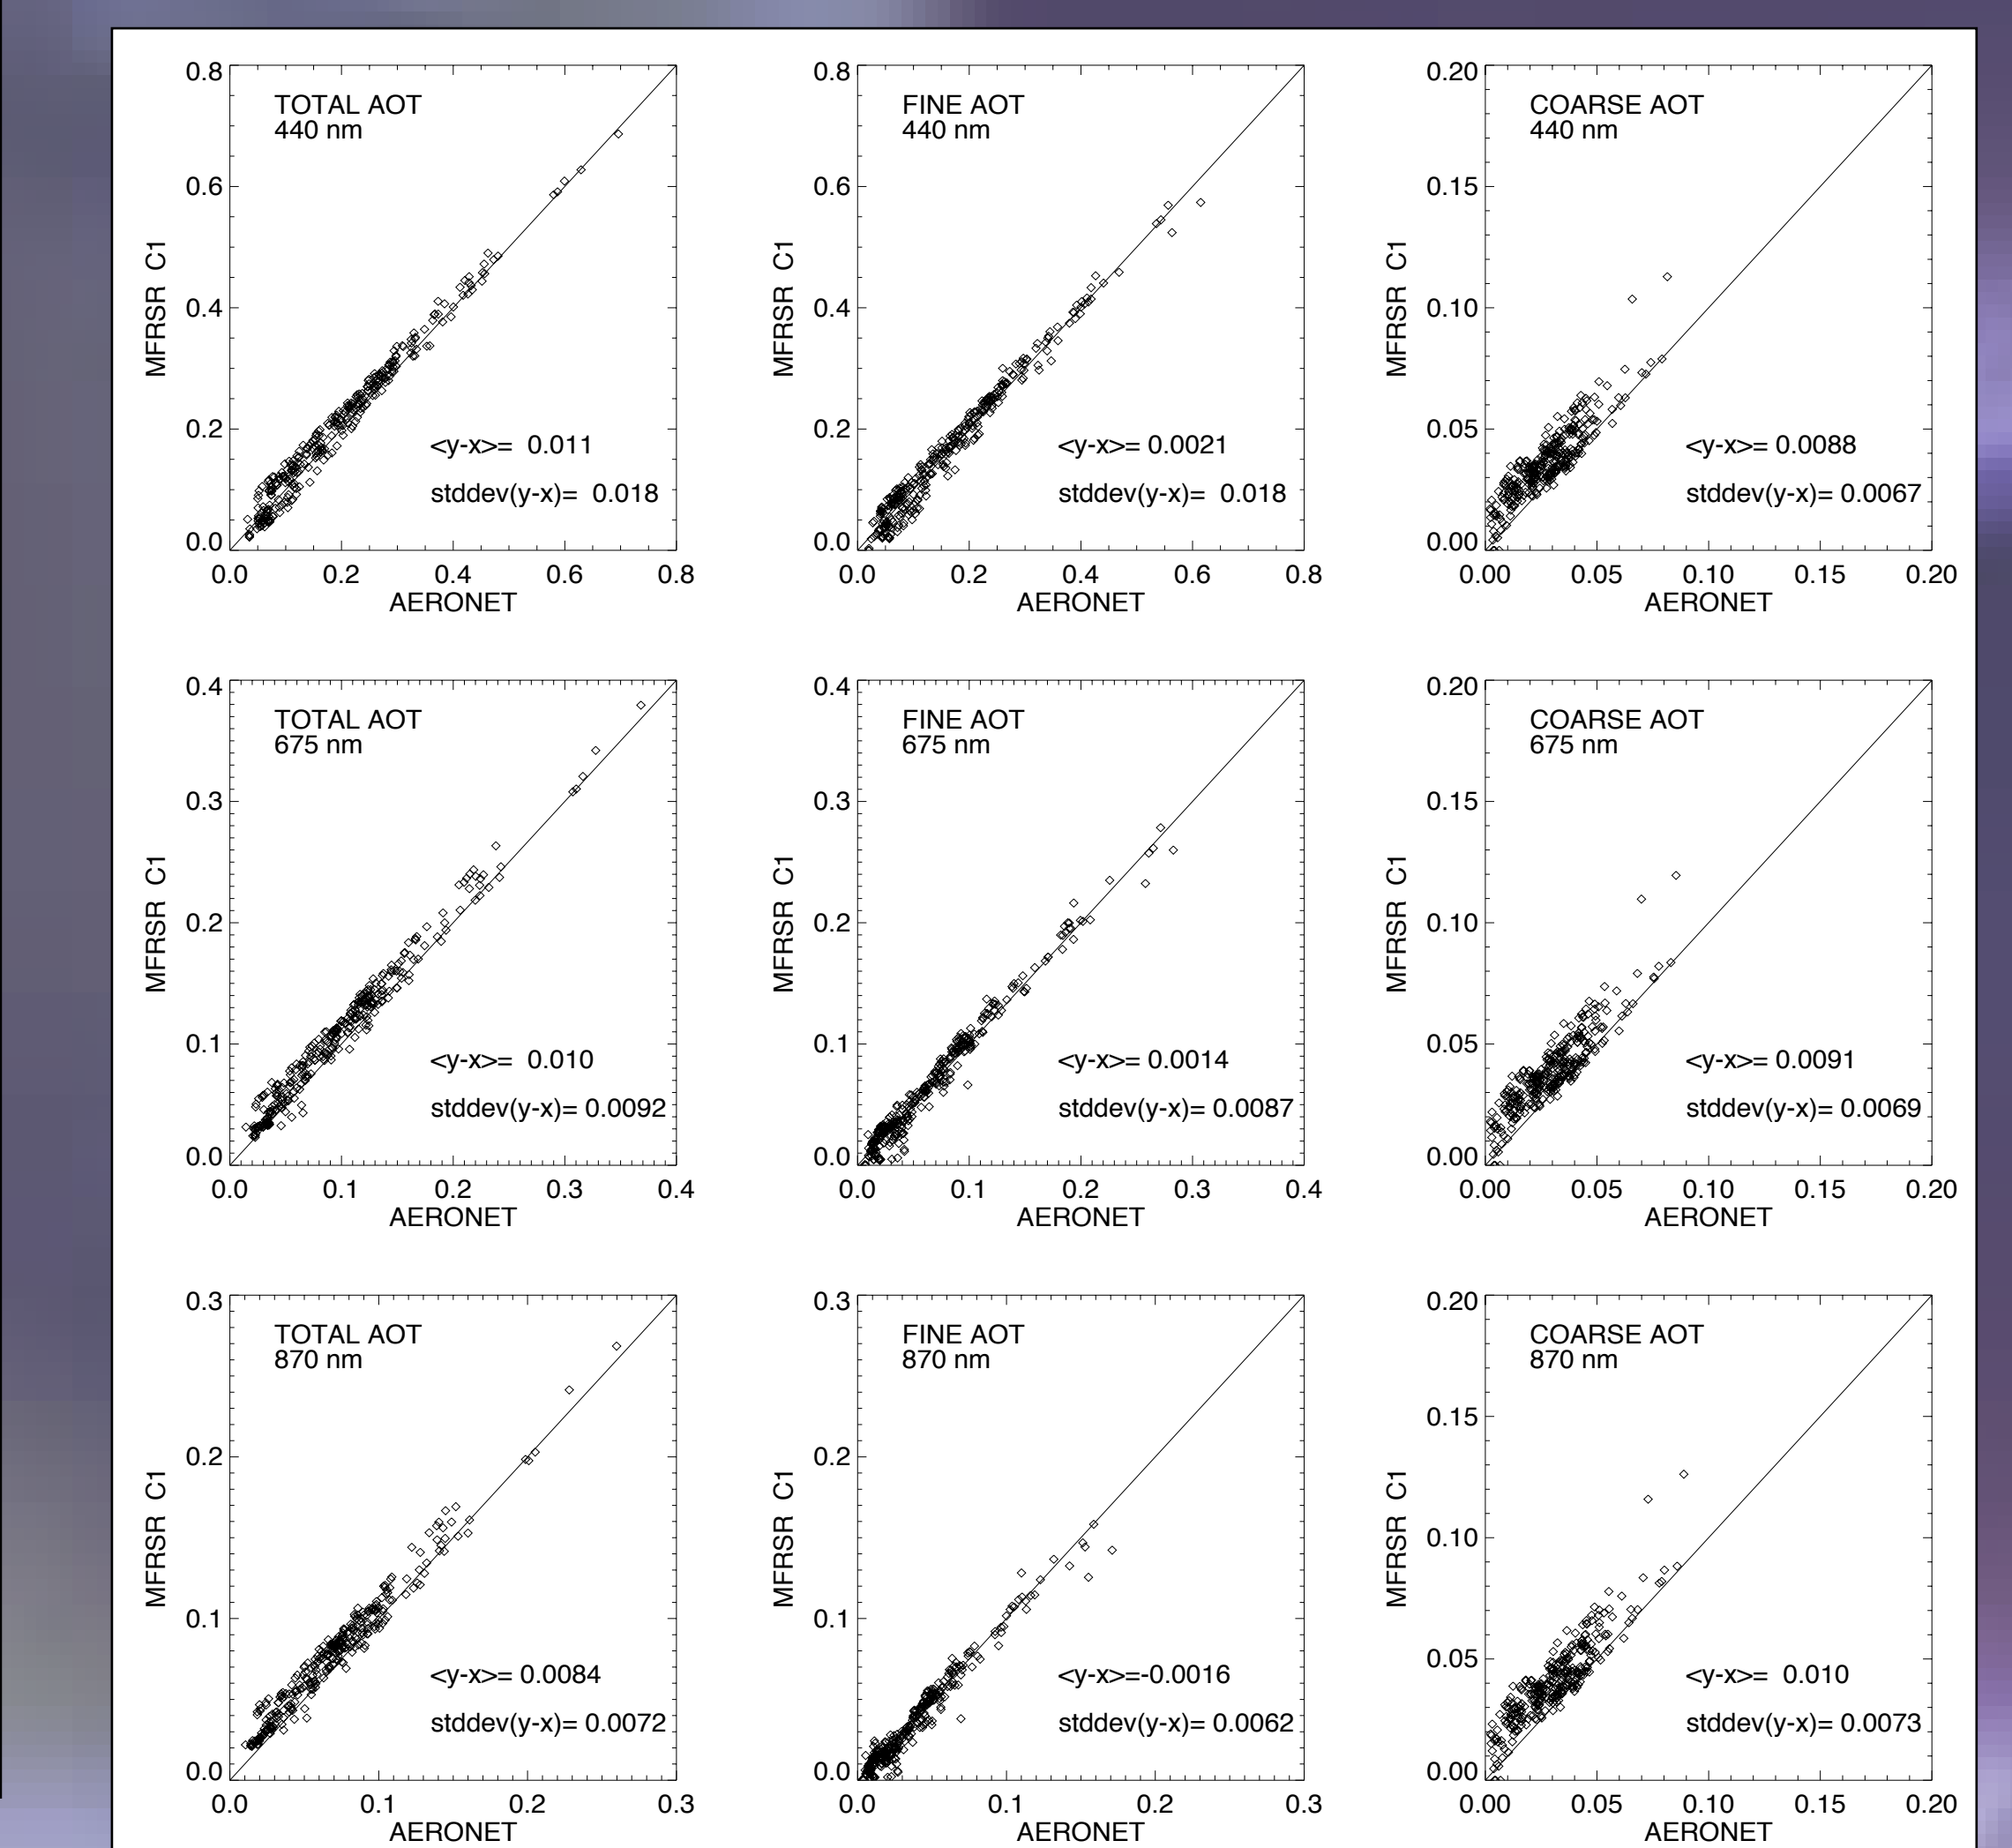 TOTAL AOT
440 nm
MFRSR C1
0.8
0.6
0.4
0.2
0.0
<y-x>= 0.011
stddev(y-x)= 0.018
0.0 0.2 0.4 0.6 0.8
AERONET
FINE AOT
440 nm
MFRSR C1
0.8
0.6
0.4
0.2
0.0
<y-x>= 0.0021
stddev(y-x)= 0.018
0.0 0.2 0.4 0.6 0.8
AERONET
COARSE AOT
440 nm
MFRSR C1
0.20
0.15
0.10
0.05
0.00
<y-x>= 0.0088
stddev(y-x)= 0.0067
0.00 0.05 0.10 0.15 0.20
AERONET
TOTAL AOT
675 nm
MFRSR C1
0.4
0.3
0.2
0.1
0.0
<y-x>= 0.010
stddev(y-x)= 0.0092
0.0 0.1 0.2 0.3 0.4
AERONET
FINE AOT
675 nm
MFRSR C1
0.4
0.3
0.2
0.1
0.0
<y-x>= 0.0014
stddev(y-x)= 0.0087
0.0 0.1 0.2 0.3 0.4
AERONET
COARSE AOT
675 nm
MFRSR C1
0.20
0.15
0.10
0.05
0.00
<y-x>= 0.0091
stddev(y-x)= 0.0069
0.00 0.05 0.10 0.15 0.20
AERONET
TOTAL AOT
870 nm
MFRSR C1
0.3
0.2
0.1
0.0
<y-x>= 0.0084
stddev(y-x)= 0.0072
0.0 0.1 0.2 0.3
AERONET
FINE AOT
870 nm
MFRSR C1
0.3
0.2
0.1
0.0
<y-x>=-0.0016
stddev(y-x)= 0.0062
0.0 0.1 0.2 0.3
AERONET
COARSE AOT
870 nm
MFRSR C1
0.20
0.15
0.10
0.05
0.00
<y-x>= 0.010
stddev(y-x)= 0.0073
0.00 0.05 0.10 0.15 0.20
AERONET